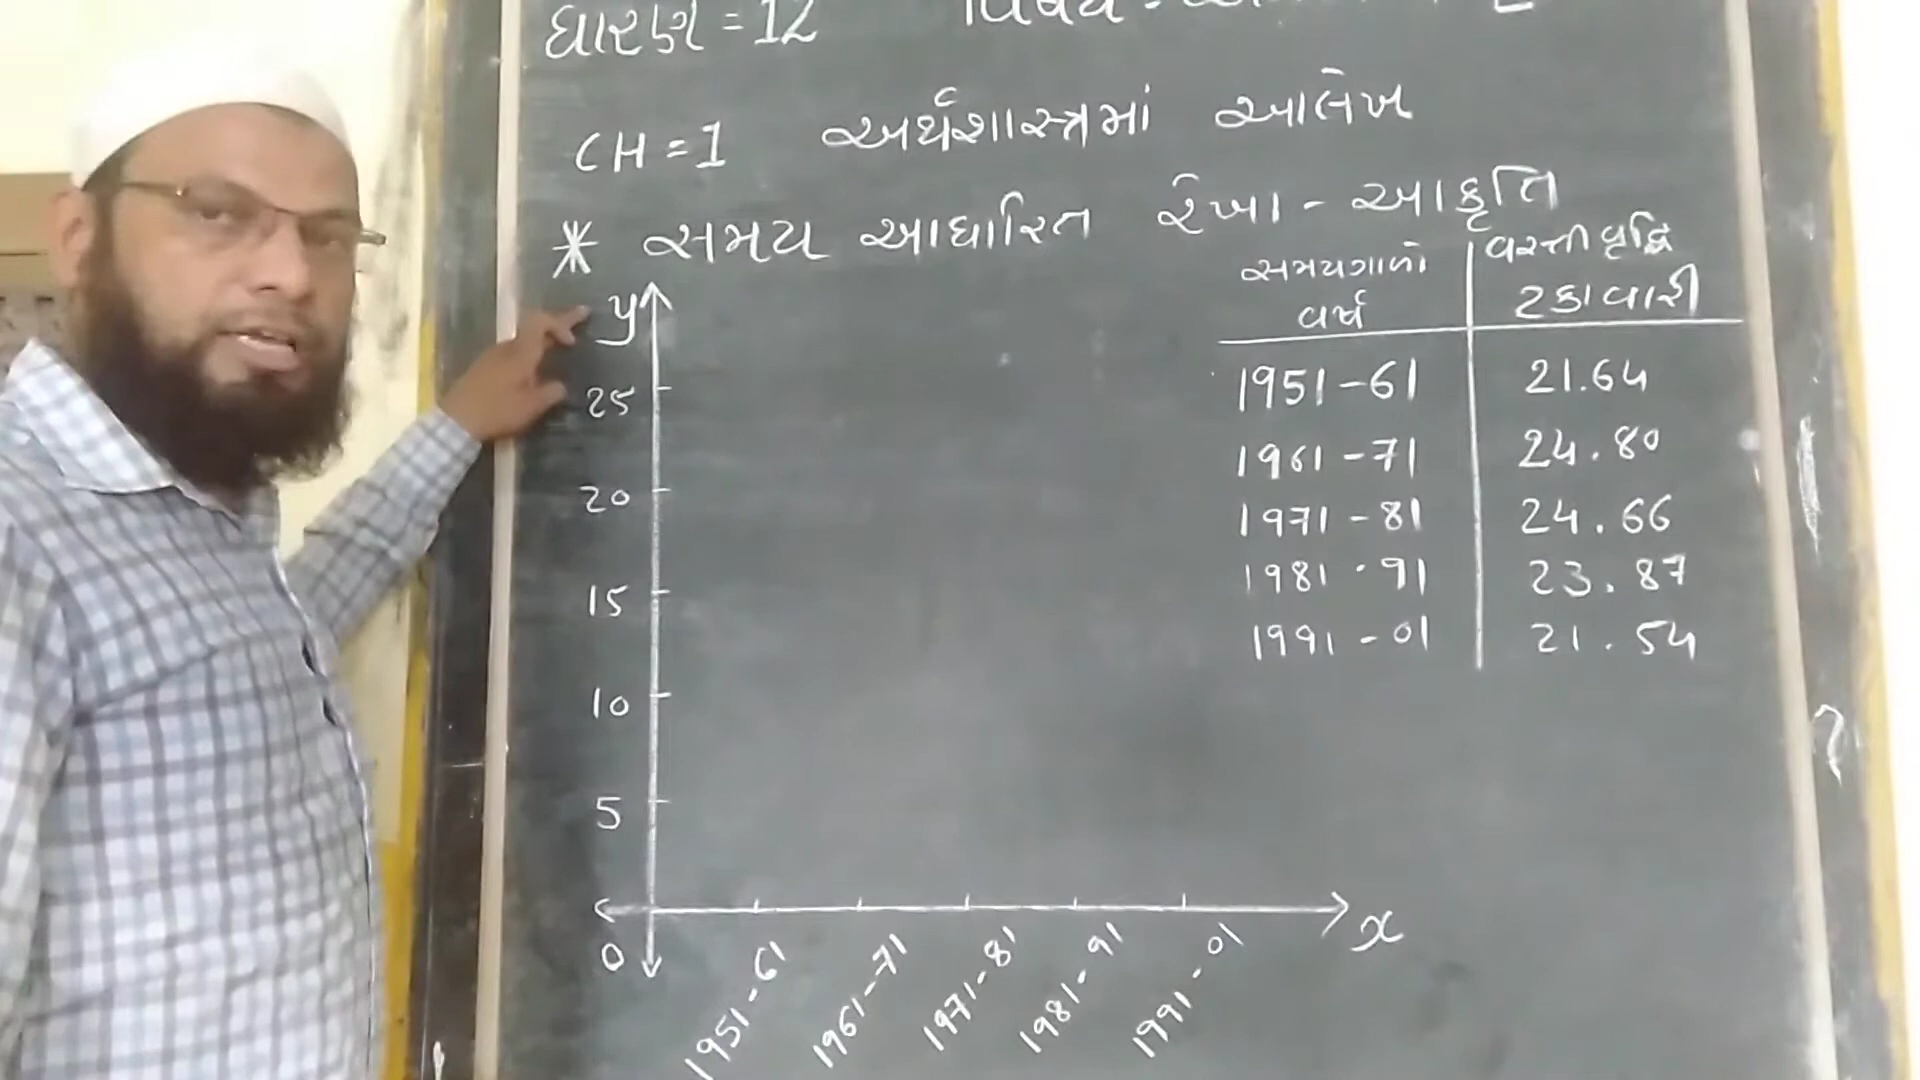 ધોરણ = 12
CH = 1 અર્થશાસ્ત્રમાં આલેખ
* સમય આધારિત રેખા - આકૃતિ
સમયગાળો વર્ષ | વસ્તી વૃદ્ધિ ટકાવારી
1951-61 | 21.64
1961-71 | 24.80
1971-81 | 24.66
1981-91 | 23.87
1991-01 | 21.54
y
25
20
15
10
5
0
x
1951-61 1961-71 1971-81 1981-91 1991-01